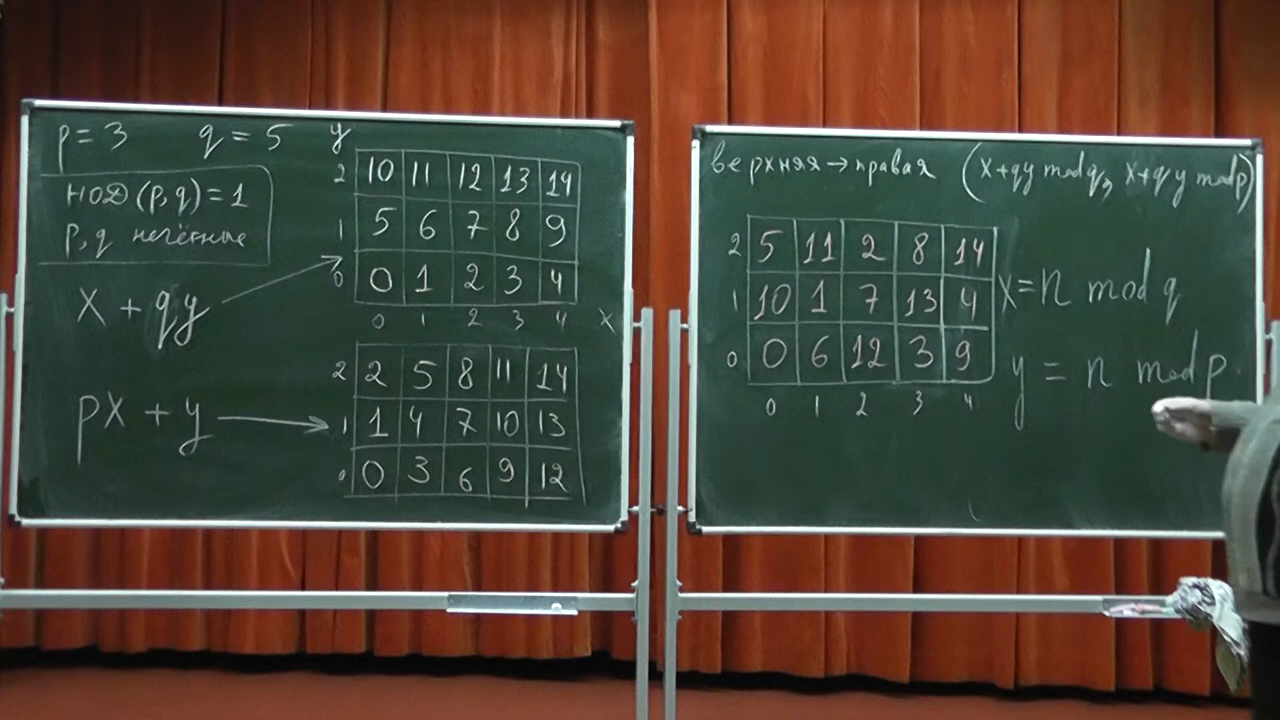 p = 3 q = 5 y
НОД (p, q) = 1
p, q нечётные
x + qy
px + y
2 10 11 12 13 14
1 5 6 7 8 9
0 0 1 2 3 4
0 1 2 3 4 x
2 2 5 8 11 14
1 1 4 7 10 13
0 0 3 6 9 12
верхняя → правая (x+qy mod q, x+qy mod p)
2 5 11 2 8 14
1 10 1 7 13 4
0 0 6 12 3 9
0 1 2 3 4
x = n mod q
y = n mod p